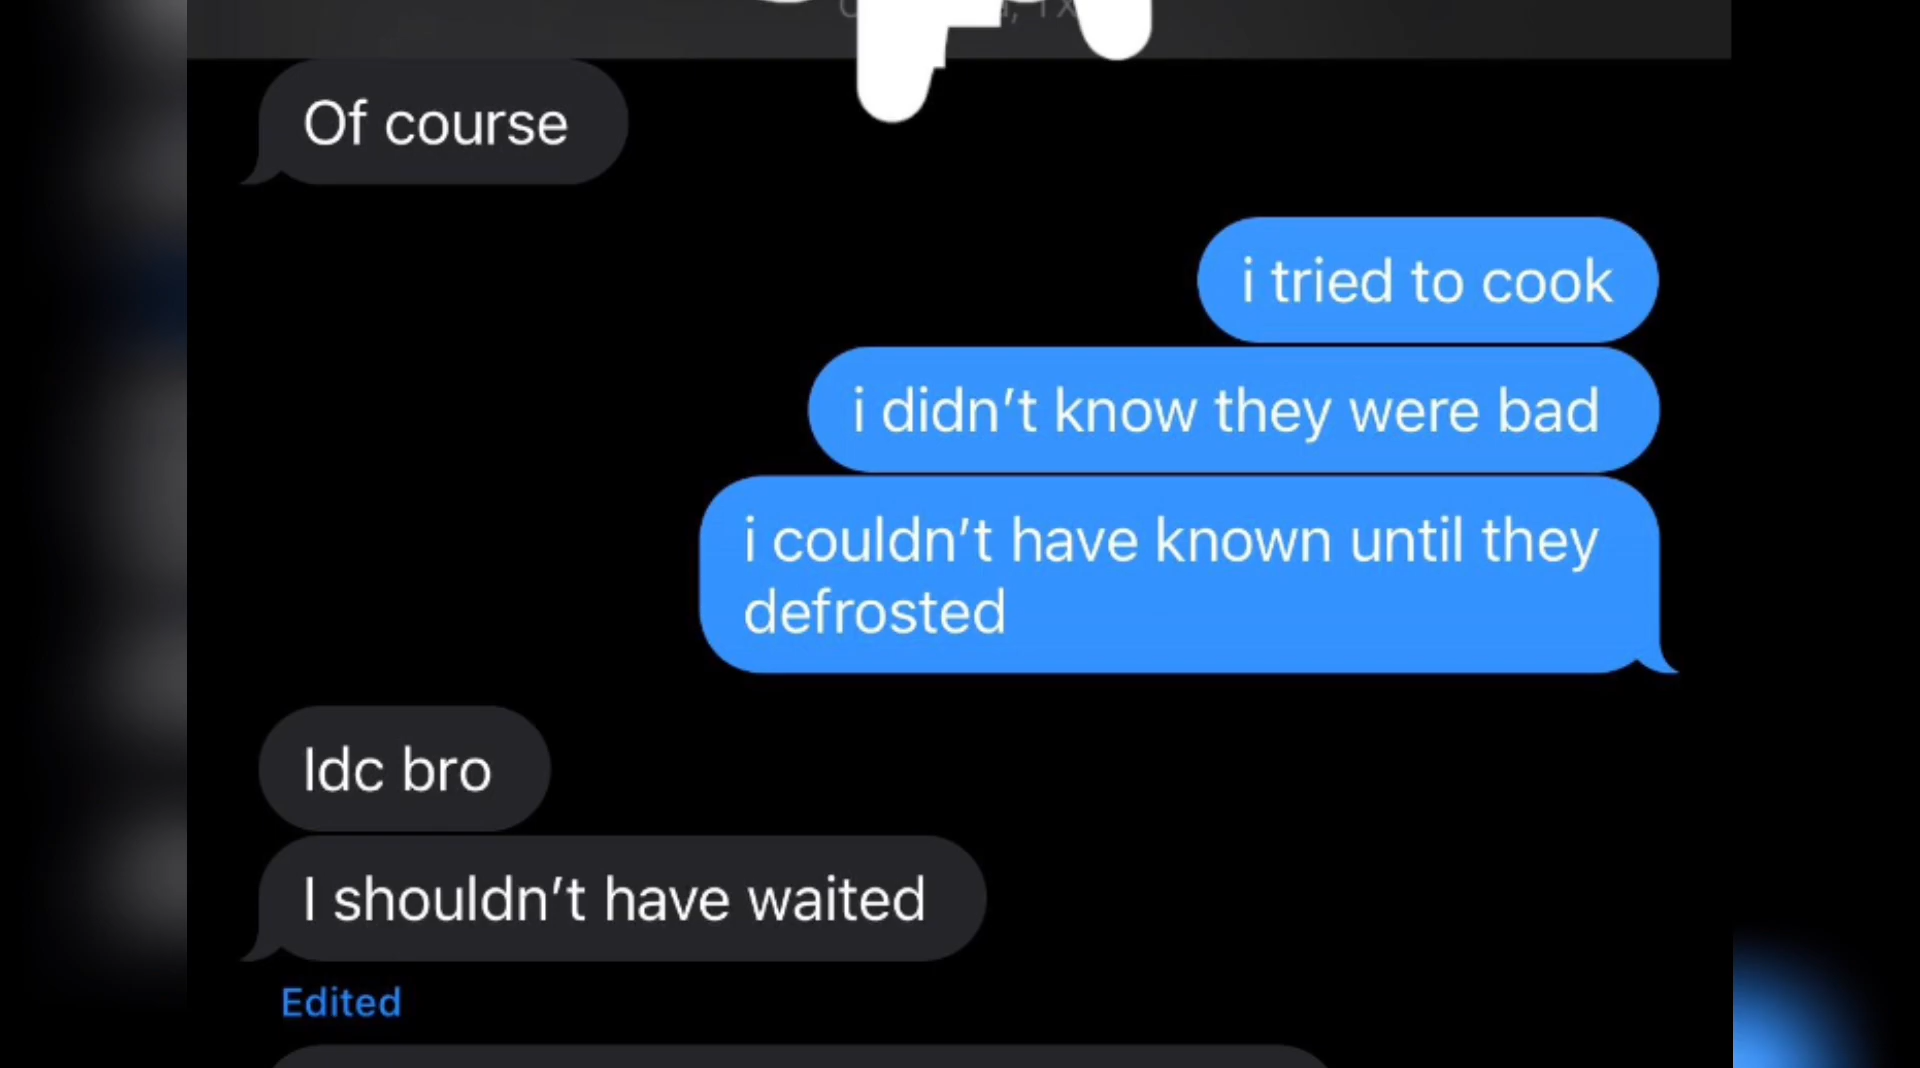 Of course
i tried to cook
i didn’t know they were bad
i couldn’t have known until they
defrosted
Idc bro
I shouldn’t have waited
Edited